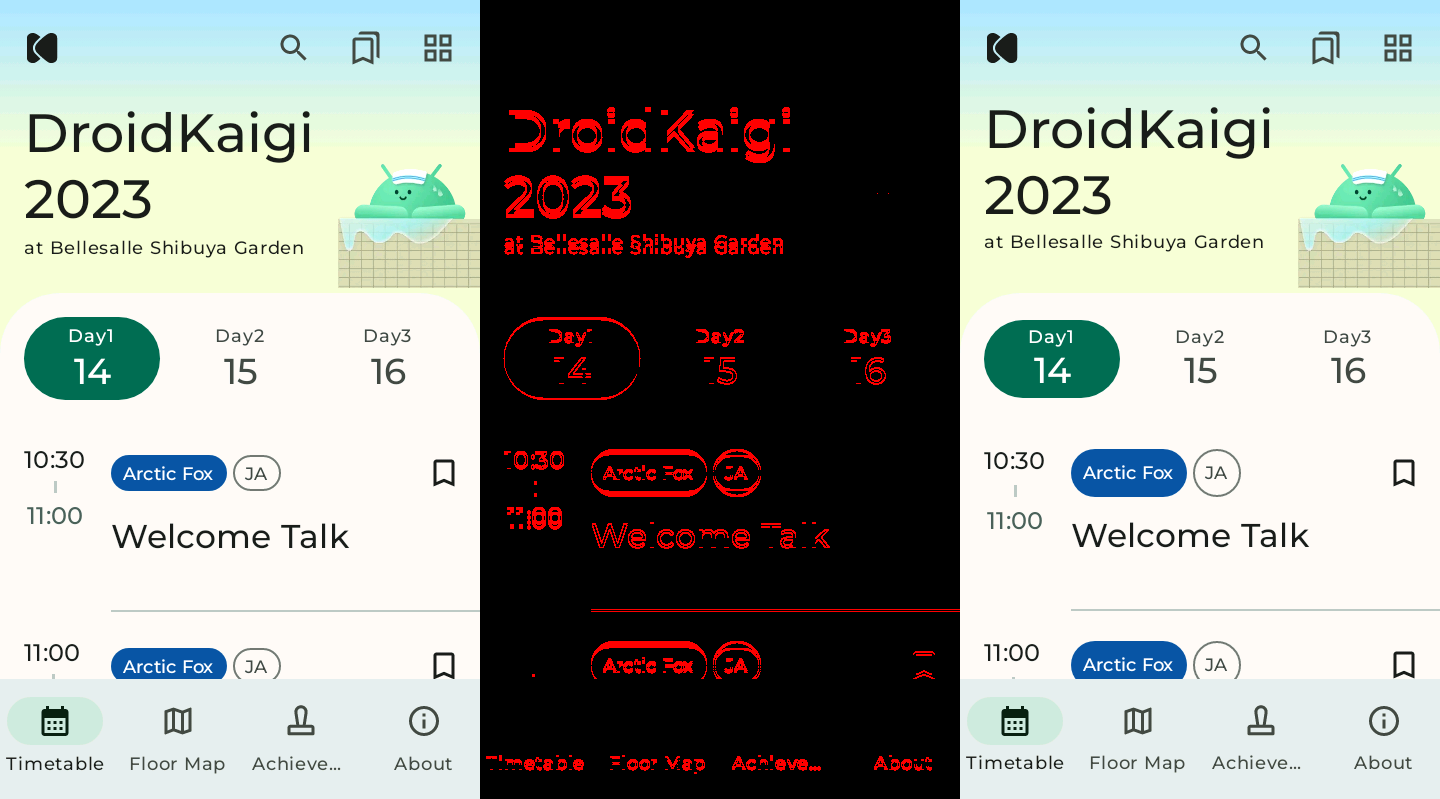 DroidKaigi
2023
at Bellesalle Shibuya Garden
Day1
14
Day2
15
Day3
16
10:30
11:00
Arctic Fox
JA
Welcome Talk
11:00
Arctic Fox
JA
Timetable
Floor Map
Achieve...
About
DroidKaigi
2023
at Bellesalle Shibuya Garden
Day1
14
Day2
15
Day3
16
10:30
11:00
Arctic Fox
JA
Welcome Talk
Arctic Fox
JA
Timetable
Floor Map
Achieve...
About
DroidKaigi
2023
at Bellesalle Shibuya Garden
Day1
14
Day2
15
Day3
16
10:30
11:00
Arctic Fox
JA
Welcome Talk
11:00
Arctic Fox
JA
Timetable
Floor Map
Achieve...
About